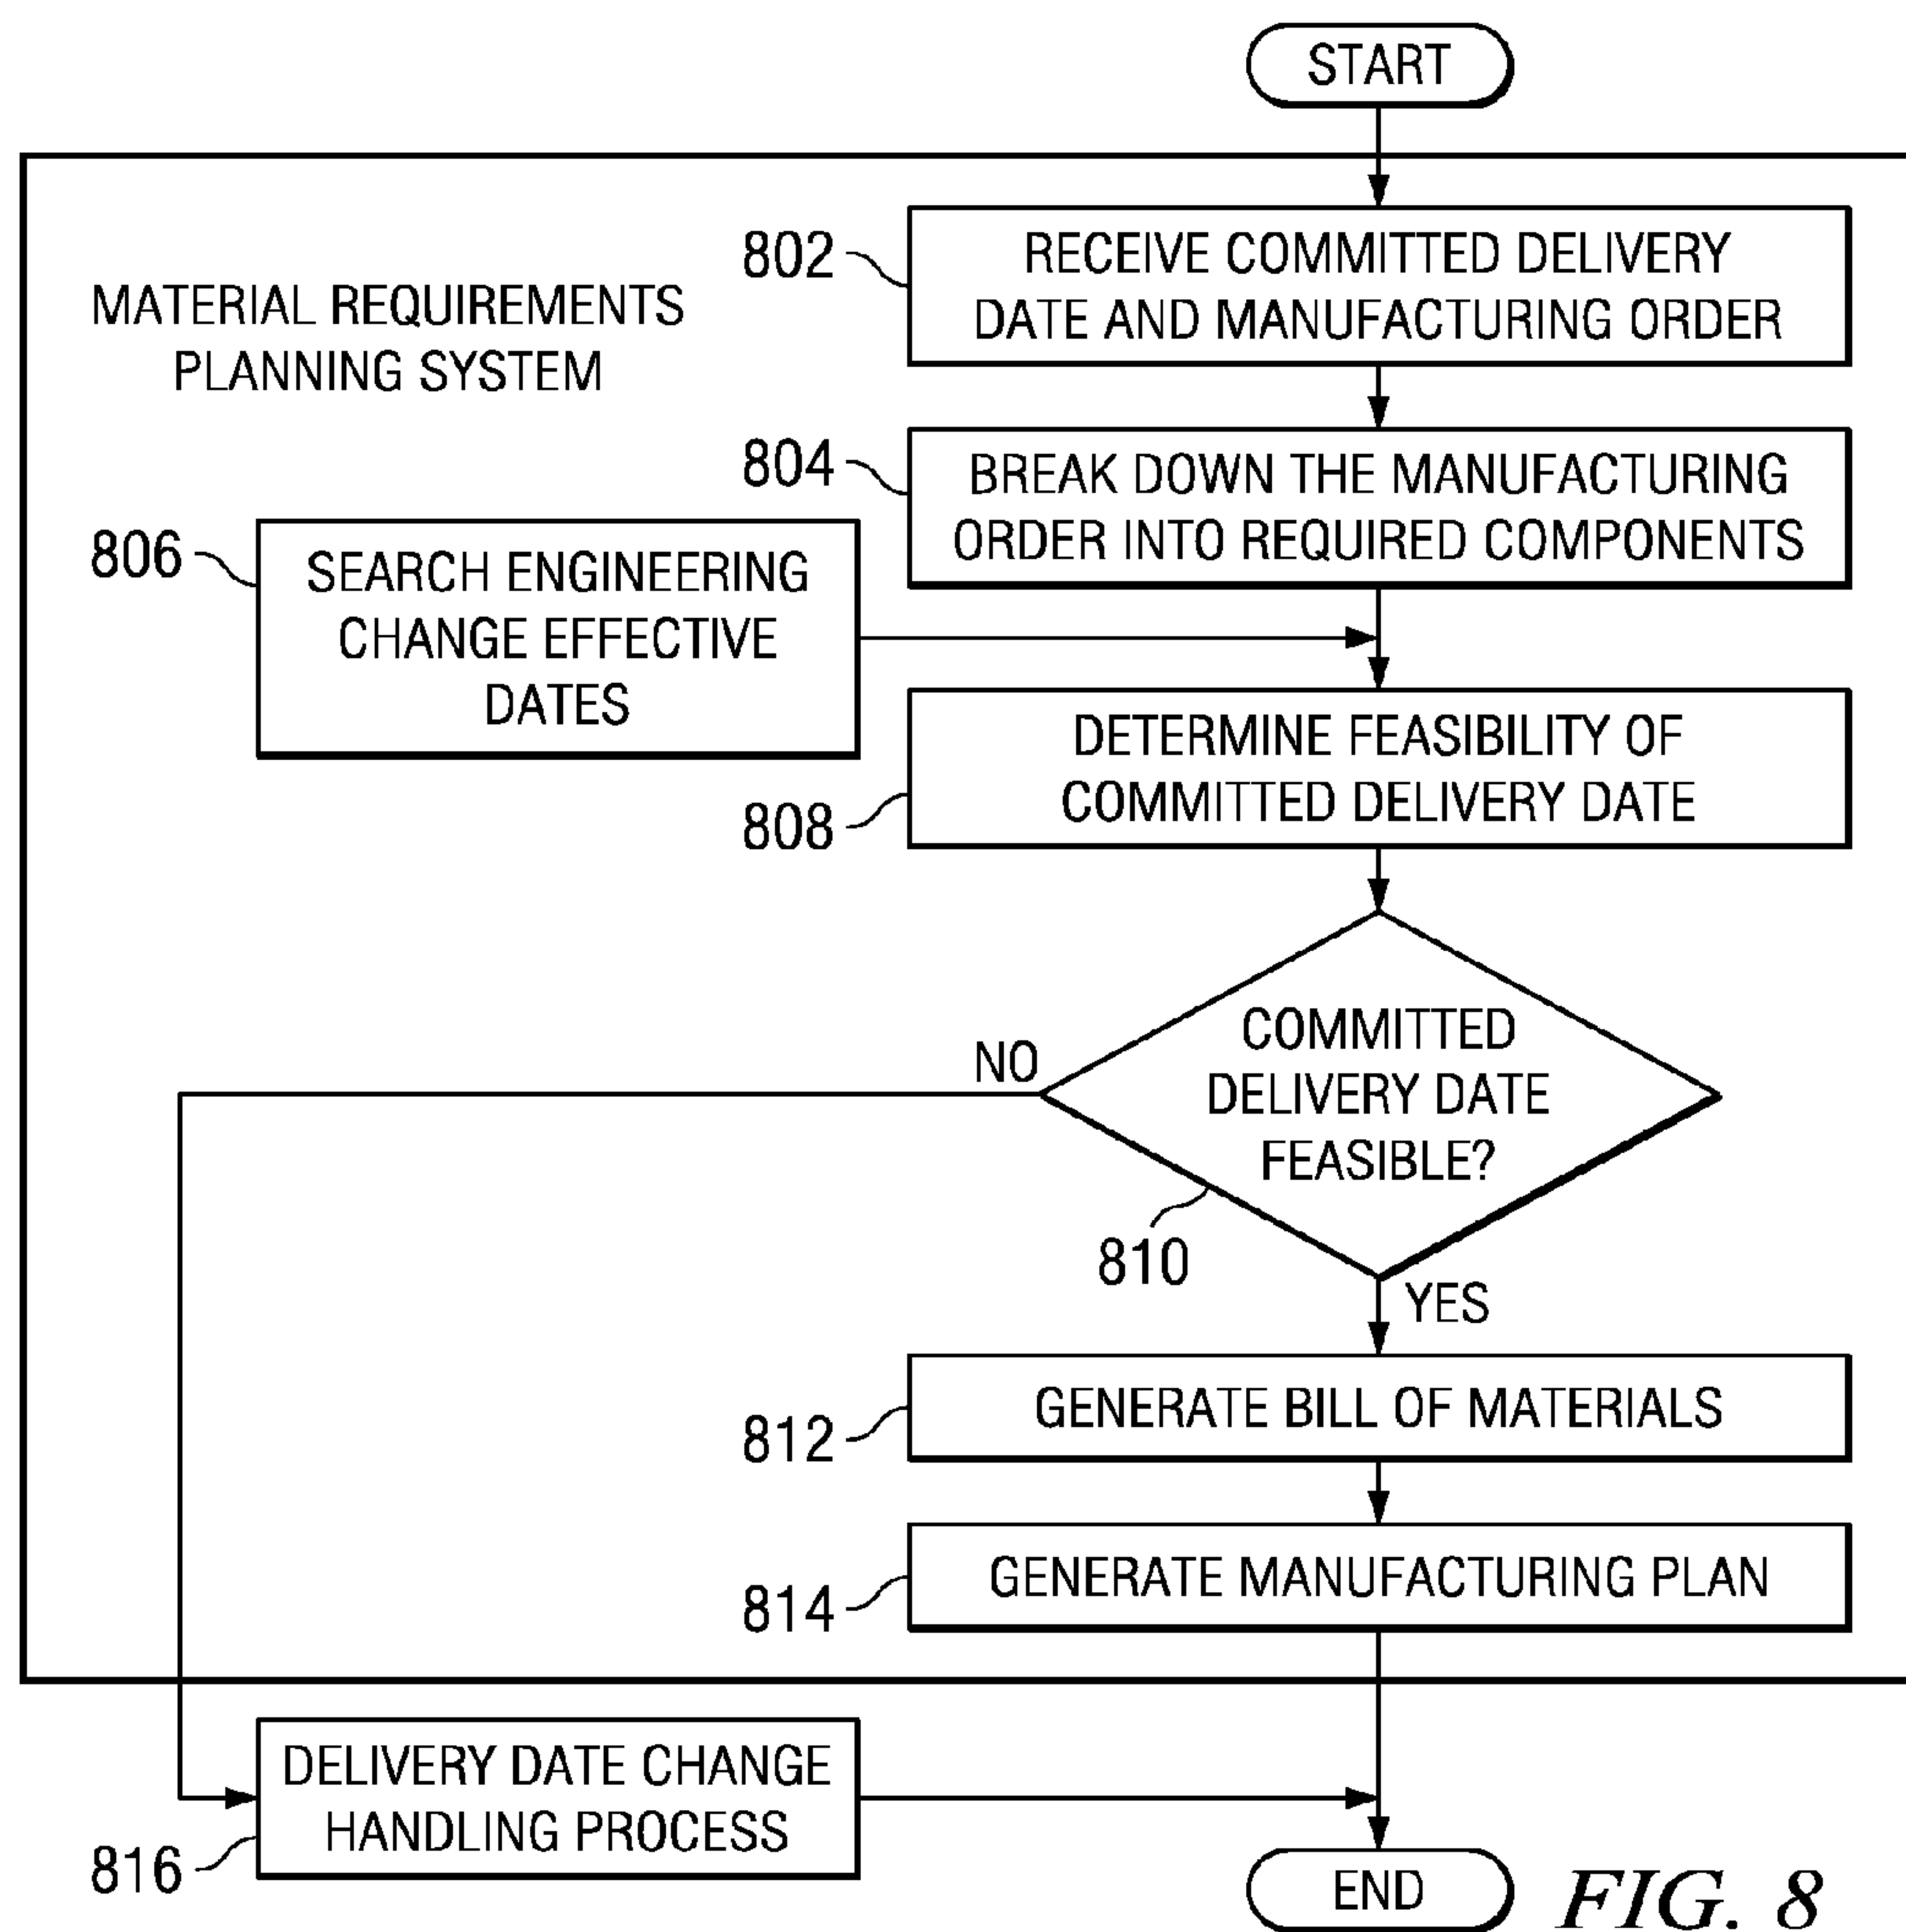 START
802
RECEIVE COMMITTED DELIVERY
DATE AND MANUFACTURING ORDER
MATERIAL REQUIREMENTS
PLANNING SYSTEM
804
BREAK DOWN THE MANUFACTURING
ORDER INTO REQUIRED COMPONENTS
806
SEARCH ENGINEERING
CHANGE EFFECTIVE
DATES
DETERMINE FEASIBILITY OF
COMMITTED DELIVERY DATE
808
COMMITTED
DELIVERY DATE
FEASIBLE?
NO
810
YES
GENERATE BILL OF MATERIALS
812
GENERATE MANUFACTURING PLAN
814
DELIVERY DATE CHANGE
HANDLING PROCESS
816
END
FIG. 8